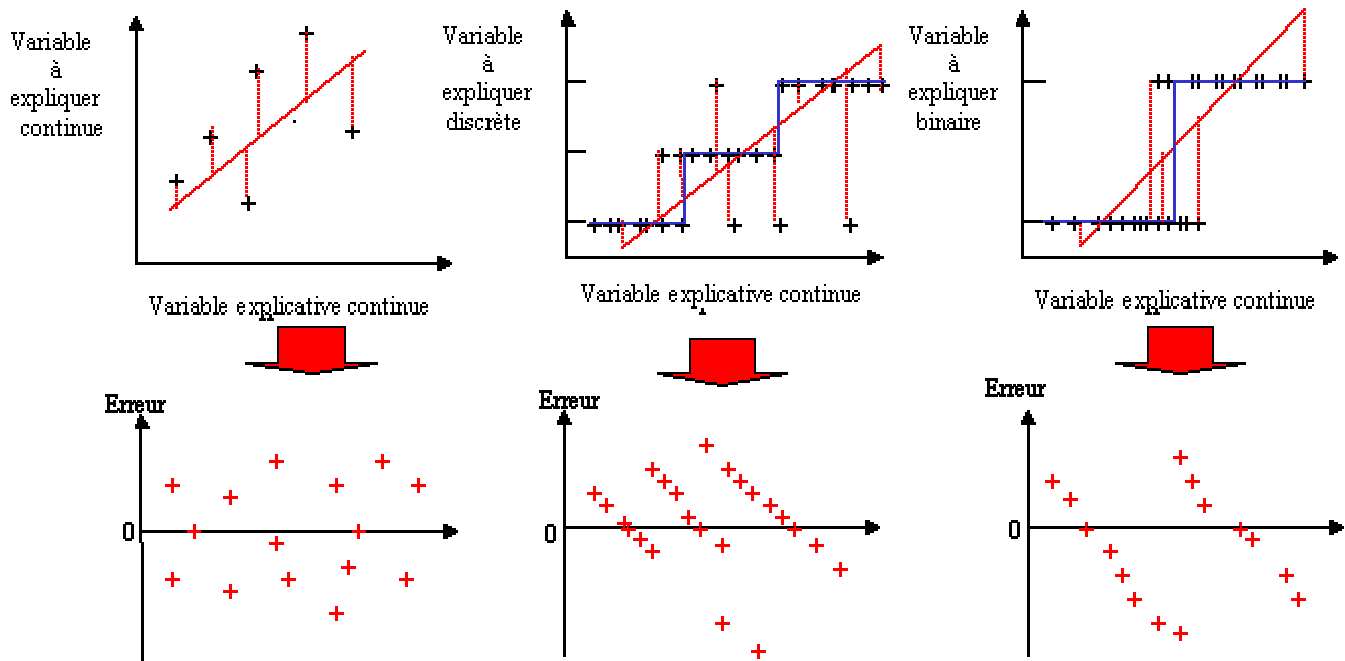 Variable
à
expliquer
continue
Variable explicative continue
Variable
à
expliquer
discrète
Variable explicative continue
Variable
à
expliquer
binaire
Variable explicative continue
Erreur
0
Erreur
0
Erreur
0